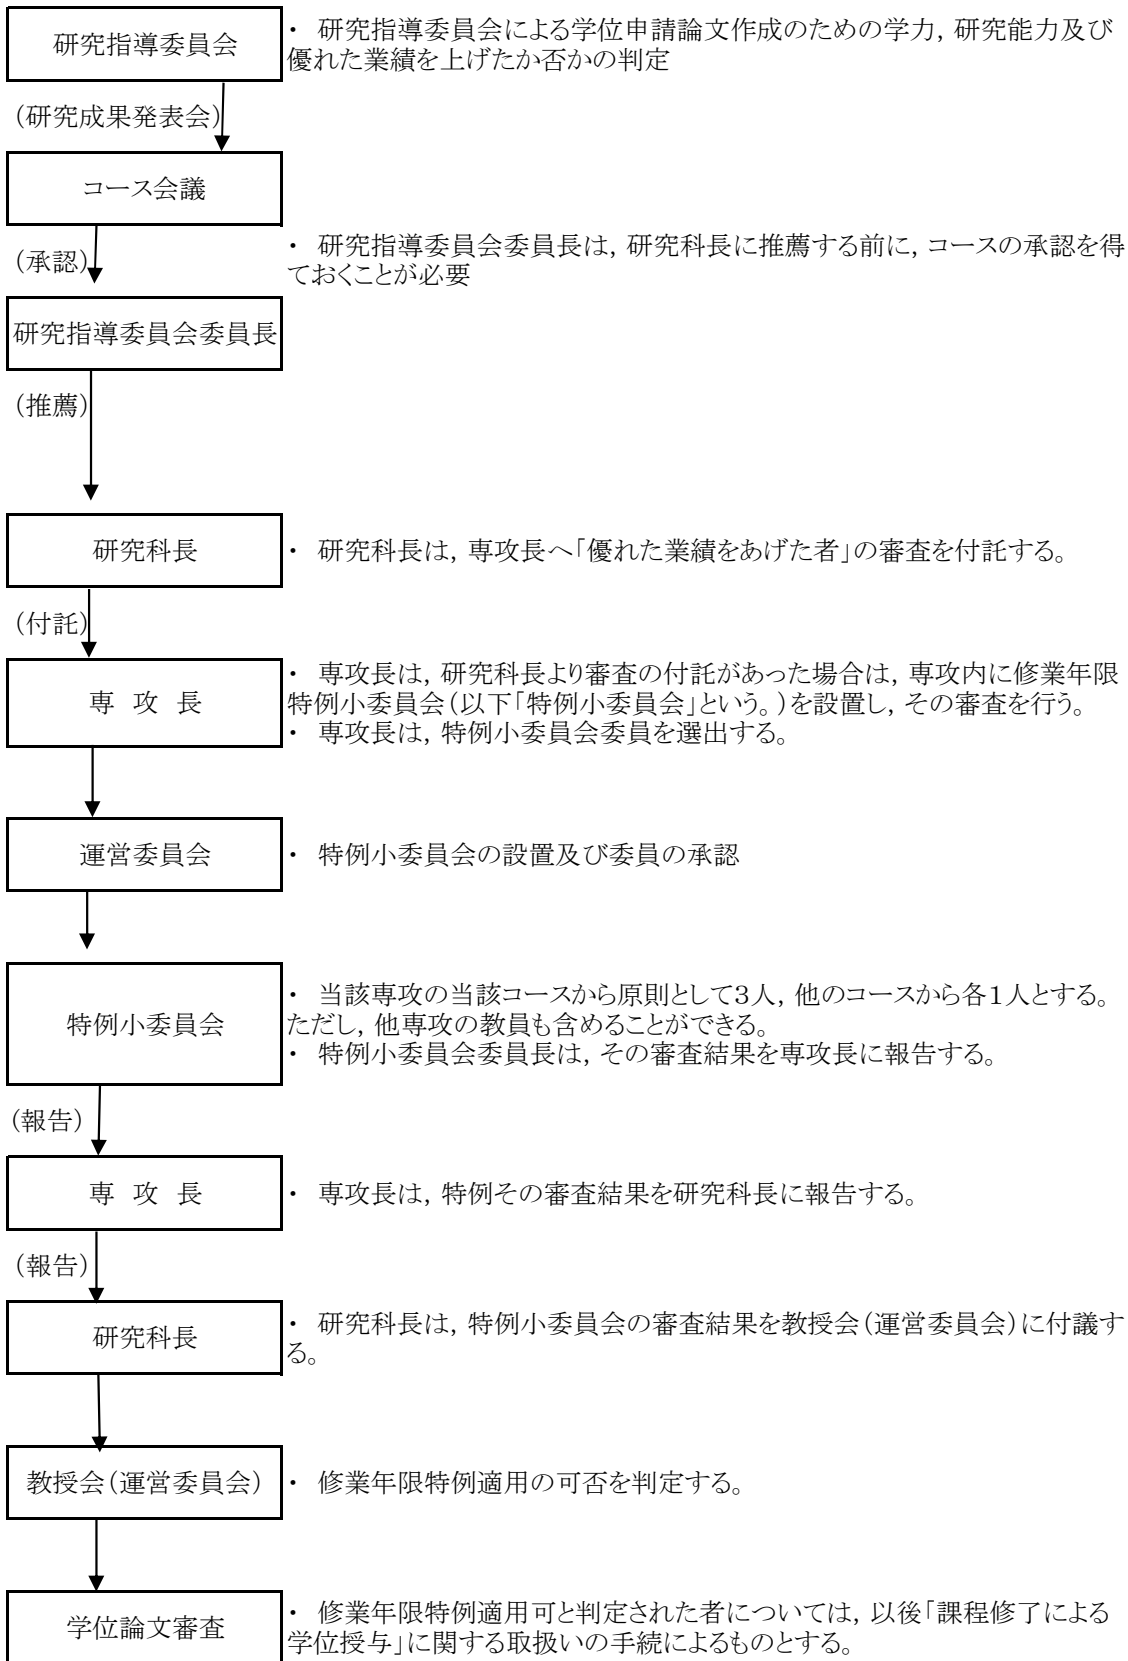 研究指導委員会
・　研究指導委員会による学位申請論文作成のための学力，研究能力及び
優れた業績を上げたか否かの判定
（研究成果発表会）
コース会議
（承認）
・　研究指導委員会委員長は，研究科長に推薦する前に，コースの承認を得
ておくことが必要
研究指導委員会委員長
（推薦）
研究科長
・　研究科長は，専攻長へ「優れた業績をあげた者」の審査を付託する。
（付託）
専　攻　長
・　専攻長は，研究科長より審査の付託があった場合は，専攻内に修業年限
特例小委員会（以下「特例小委員会」という。）を設置し，その審査を行う。
・　専攻長は，特例小委員会委員を選出する。
運営委員会
・　特例小委員会の設置及び委員の承認
特例小委員会
・　当該専攻の当該コースから原則として３人，他のコースから各１人とする。
ただし，他専攻の教員も含めることができる。
・　特例小委員会委員長は，その審査結果を専攻長に報告する。
（報告）
専　攻　長
・　専攻長は，特例その審査結果を研究科長に報告する。
（報告）
研究科長
・　研究科長は，特例小委員会の審査結果を教授会（運営委員会）に付議す
る。
教授会（運営委員会）
・　修業年限特例適用の可否を判定する。
学位論文審査
・　修業年限特例適用可と判定された者については，以後「課程修了による
学位授与」に関する取扱いの手続によるものとする。